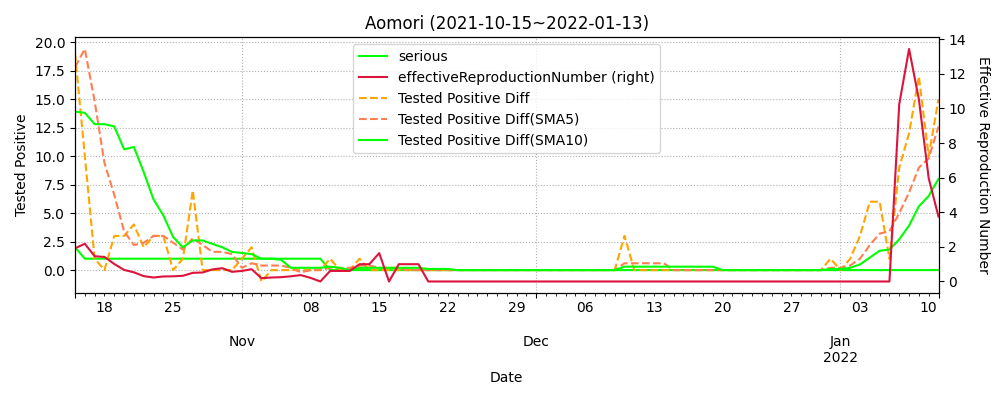 Aomori (2021-10-15~2022-01-13)
serious
effectiveReproductionNumber (right)
Tested Positive Diff
Tested Positive Diff(SMA5)
Tested Positive Diff(SMA10)
Tested Positive
20.0
17.5
15.0
12.5
10.0
7.5
5.0
2.5
0.0
Effective Reproduction Number
14
12
10
8
6
4
2
0
18 25 08 15 22 29 06 13 20 27 03 10
Nov Dec Jan
2022
Date